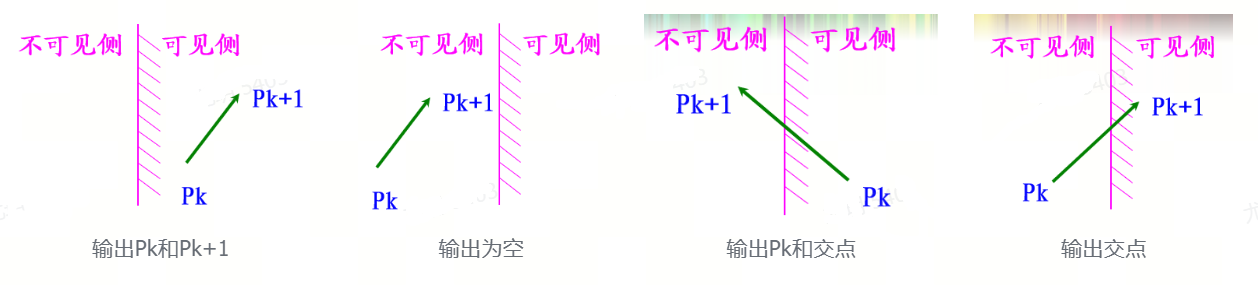 不可见侧 可见侧
Pk+1
Pk
输出Pk和Pk+1
不可见侧 可见侧
Pk+1
Pk
输出为空
不可见侧 可见侧
Pk+1
Pk
输出Pk和交点
不可见侧 可见侧
Pk+1
Pk
输出交点